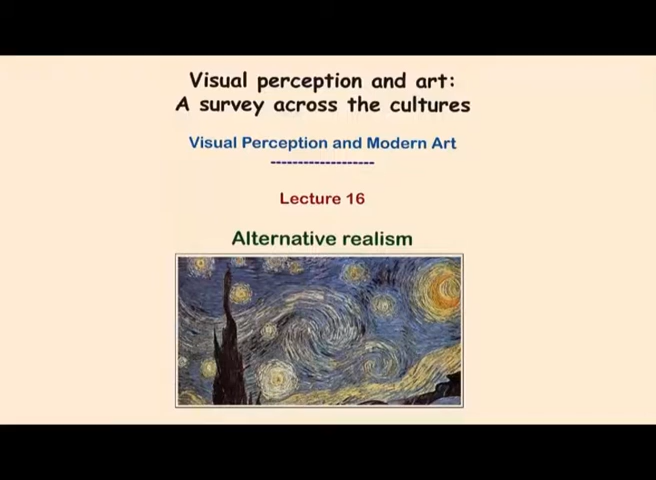 Visual perception and art:
A survey across the cultures
Visual Perception and Modern Art
-------------------
Lecture 16
Alternative realism